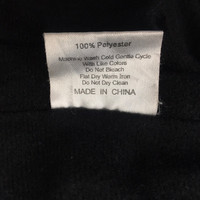 100% Polyester
Machine Wash Cold Gentle Cycle
With Like Colors
Do Not Bleach
Flat Dry Warm Iron
Do Not Dry Clean
MADE IN CHINA